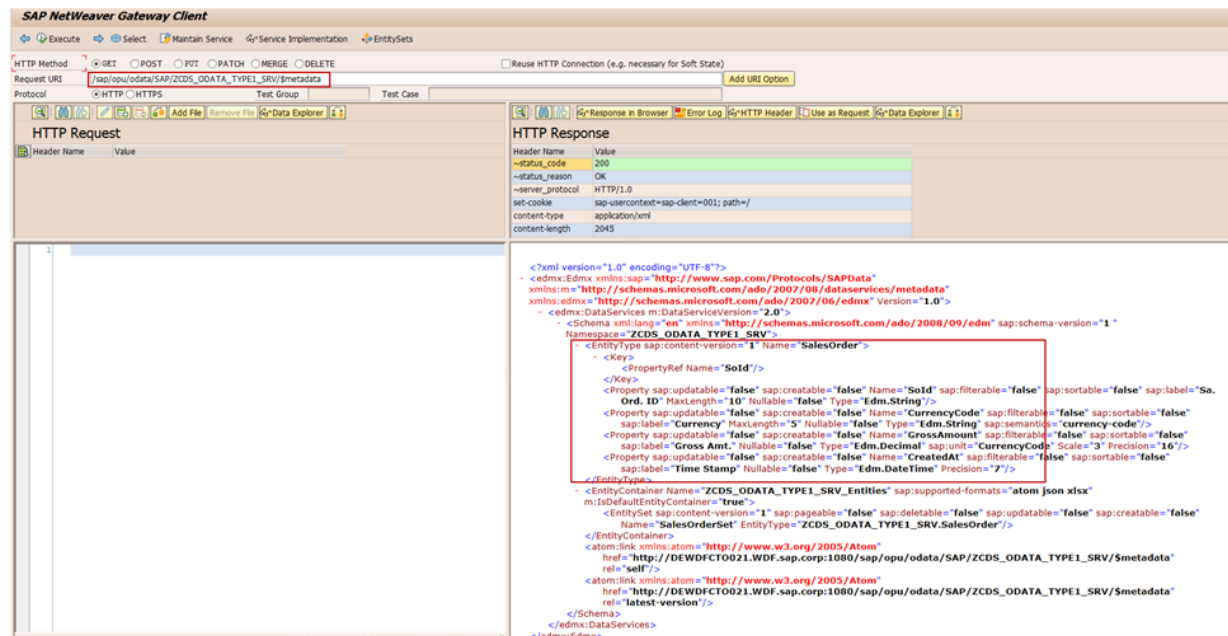 SAP NetWeaver Gateway Client
Execute Select Maintain Service Service Implementation EntitySets
HTTP Method GET POST PUT PATCH MERGE DELETE Reuse HTTP Connection (e.g. necessary for Soft State)
Request URI /sap/opu/odata/SAP/ZCDS_ODATA_TYPE1_SRV/$metadata Add URI Option
Protocol HTTP HTTPS Test Group Test Case
Add File Remove File Data Explorer
HTTP Request
Header Name Value
Response in Browser Error Log HTTP Header Use as Request Data Explorer
HTTP Response
Header Name Value
~status_code 200
~status_reason OK
~server_protocol HTTP/1.0
set-cookie sap-usercontext=sap-client=001; path=/
content-type application/xml
content-length 2045
1
<?xml version="1.0" encoding="UTF-8"?>
- <edmx:Edmx xmlns:sap="http://www.sap.com/Protocols/SAPData"
xmlns:m="http://schemas.microsoft.com/ado/2007/08/dataservices/metadata"
xmlns:edmx="http://schemas.microsoft.com/ado/2007/06/edmx" Version="1.0">
- <edmx:DataServices m:DataServiceVersion="2.0">
- <Schema xml:lang="en" xmlns="http://schemas.microsoft.com/ado/2008/09/edm" sap:schema-version="1 "
Namespace="ZCDS_ODATA_TYPE1_SRV">
- <EntityType sap:content-version="1" Name="SalesOrder">
- <Key>
<PropertyRef Name="SoId"/>
</Key>
<Property sap:updatable="false" sap:creatable="false" Name="SoId" sap:filterable="false" sap:sortable="false" sap:label="Sa.
Ord. ID" MaxLength="10" Nullable="false" Type="Edm.String"/>
<Property sap:updatable="false" sap:creatable="false" Name="CurrencyCode" sap:filterable="false" sap:sortable="false"
sap:label="Currency" MaxLength="5" Nullable="false" Type="Edm.String" sap:semantics="currency-code"/>
<Property sap:updatable="false" sap:creatable="false" Name="GrossAmount" sap:filterable="false" sap:sortable="false"
sap:label="Gross Amt." Nullable="false" Type="Edm.Decimal" sap:unit="CurrencyCode" Scale="3" Precision="16"/>
<Property sap:updatable="false" sap:creatable="false" Name="CreatedAt" sap:filterable="false" sap:sortable="false"
sap:label="Time Stamp" Nullable="false" Type="Edm.DateTime" Precision="7"/>
</EntityType>
- <EntityContainer Name="ZCDS_ODATA_TYPE1_SRV_Entities" sap:supported-formats="atom json xlsx"
m:IsDefaultEntityContainer="true">
<EntitySet sap:content-version="1" sap:pageable="false" sap:deletable="false" sap:updatable="false" sap:creatable="false"
Name="SalesOrderSet" EntityType="ZCDS_ODATA_TYPE1_SRV.SalesOrder"/>
</EntityContainer>
<atom:link xmlns:atom="http://www.w3.org/2005/Atom"
href="http://DEWDFCTO021.WDF.sap.corp:1080/sap/opu/odata/SAP/ZCDS_ODATA_TYPE1_SRV/$metadata"
rel="self"/>
<atom:link xmlns:atom="http://www.w3.org/2005/Atom"
href="http://DEWDFCTO021.WDF.sap.corp:1080/sap/opu/odata/SAP/ZCDS_ODATA_TYPE1_SRV/$metadata"
rel="latest-version"/>
</Schema>
</edmx:DataServices>
</edmx:Edmx>